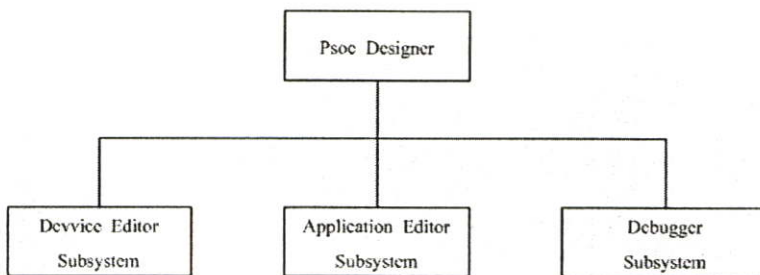 Psoc Designer
Devvice Editor
Subsystem
Application Editor
Subsystem
Debugger
Subsystem